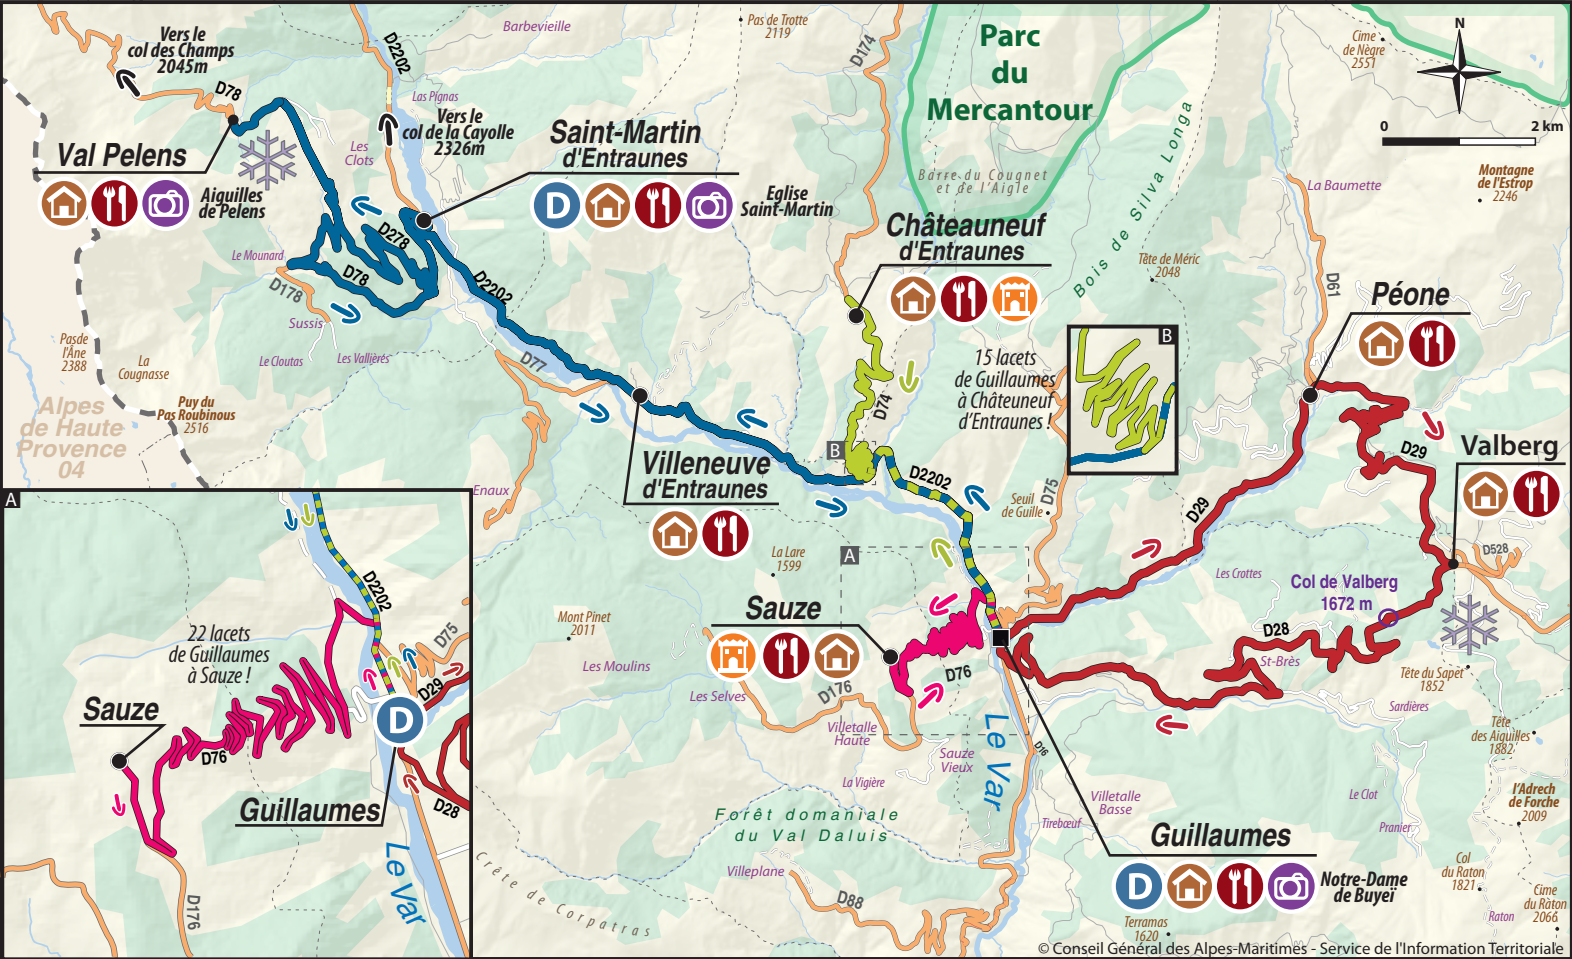 Vers le
col des Champs
2045m
D78
D2202
Barbevieille
Pas de Trotte
2119
D174
Parc
du
Mercantour
Cime
de Nègre
2551
N
0
2 km
Las Pignas
Vers le
col de la Cayolle
2326m
Les
Clots
Val Pelens
Aiguilles
de Pelens
Saint-Martin
d'Entraunes
D
Eglise
Saint-Martin
Barre du Cougnet
et de l'Aigle
Bois de Silva Longa
La Baumette
Montagne
de l'Estrop
2246
Châteauneuf
d'Entraunes
Tête de Méric
2048
D61
Péone
Le Mounard
D278
D78
D178
D2202
Sussis
Le Cloutas
Les Vallières
Pas de
l'Âne
2388
La
Cougnasse
Puy du
Pas Roubinous
2516
Alpes
de Haute
Provence
04
D77
15 lacets
de Guillaumes
à Châteuneuf
d'Entraunes !
B
D74
B
Villeneuve
d'Entraunes
D2202
D75
Seuil
de Guille
Enaux
D29
Valberg
D29
D528
A
22 lacets
de Guillaumes
à Sauze !
D2202
D75
D29
Sauze
D
D76
Guillaumes
D28
Le Var
D176
La Lare
1599
A
Mont Pinet
2011
Sauze
Les Moulins
Les Selves
D176
D76
Villetalle
Haute
Sauze
Vieux
La Vigière
Le Var
D16
Les Crottes
Col de Valberg
1672 m
D28
St-Brès
Tête du Sapet
1852
Sardières
Tête
des Aiguilles
1882
Le Clot
Pranier
l'Adrech
de Forche
2009
Villetalle
Basse
Tirebœuf
Forêt domaniale
du Val Daluis
Villeplane
Crête de Corpatras
D88
Guillaumes
D
Notre-Dame
de Buyeï
Terramas
1620
Col
du Raton
1821
Raton
Cime
du Ràton
2066
© Conseil Général des Alpes-Maritimes - Service de l'Information Territoriale